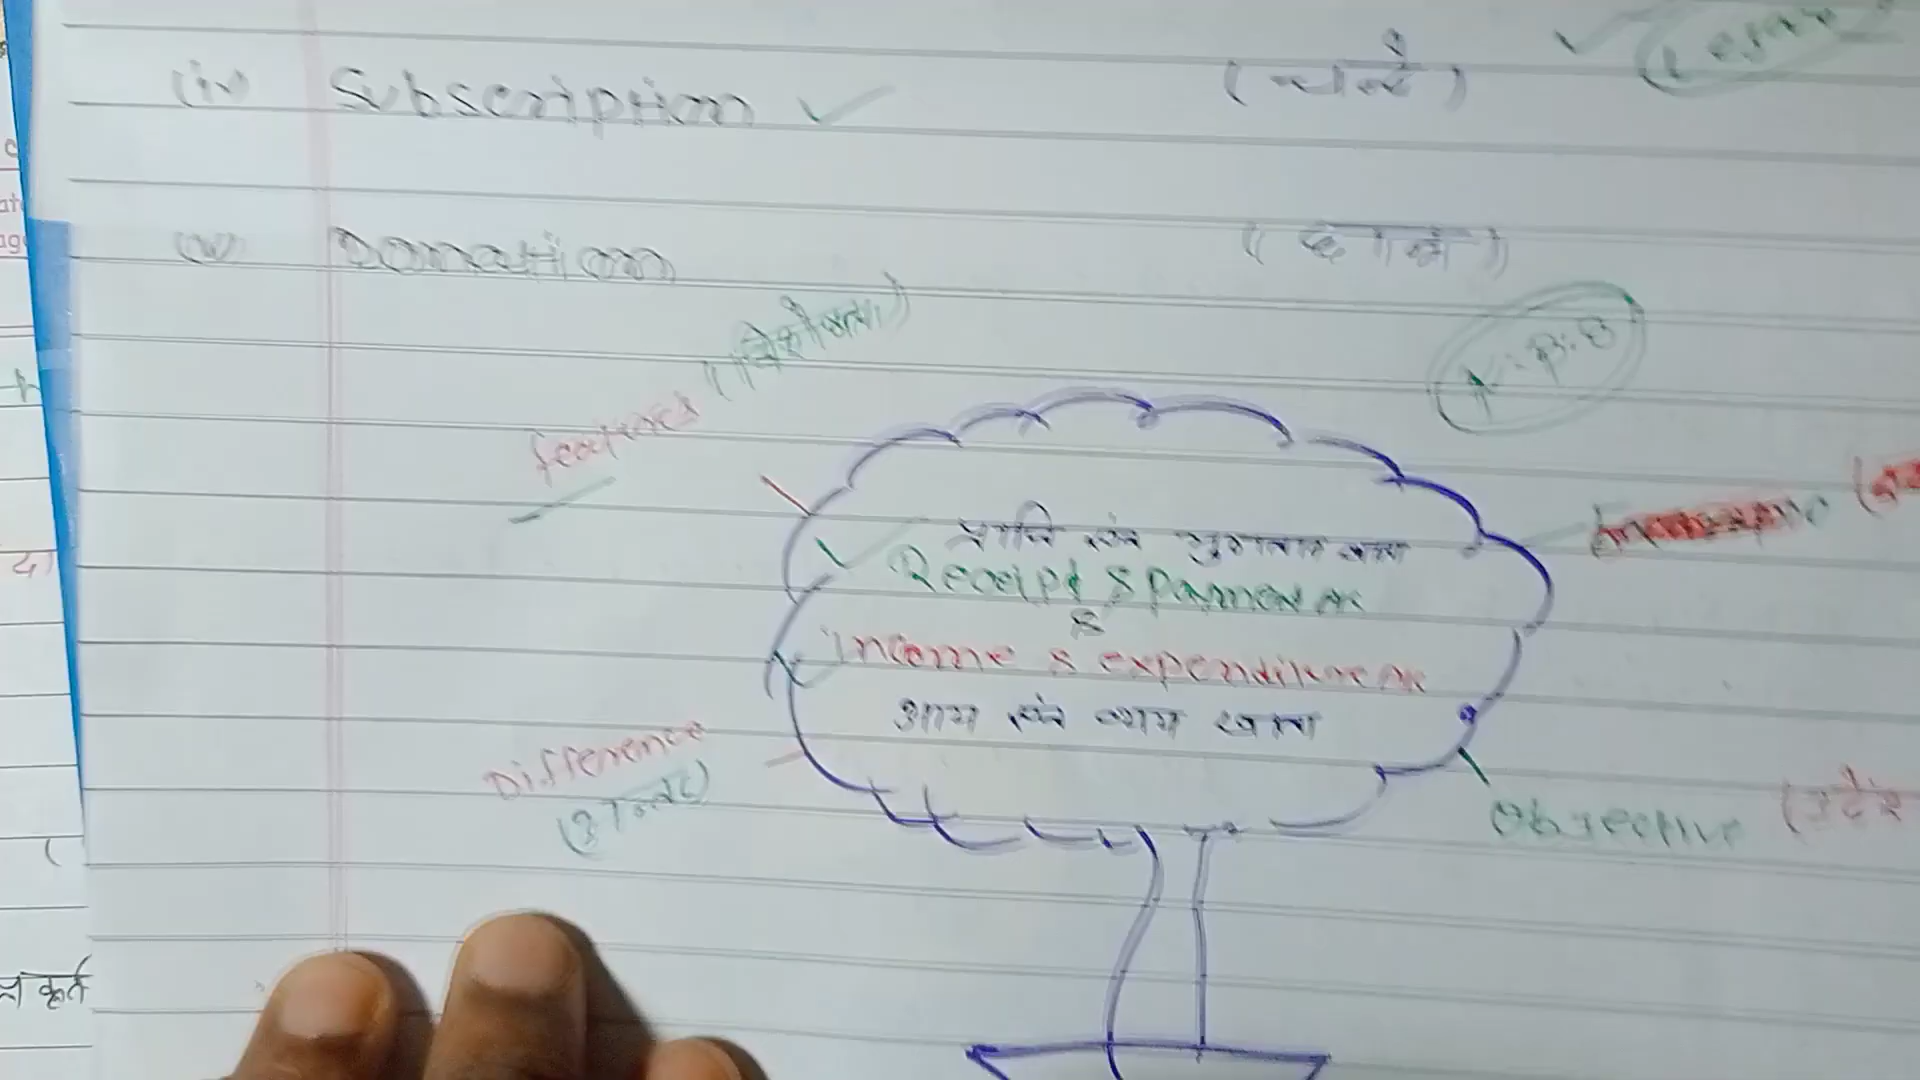 (iv) Subscription (चन्दे)
(v) Donation (दाने)
features (विशेषता)
N.P.O
प्राप्ति एवं भुगतान खाता
Receipt & Payment A/c
&
Income & expenditure A/c
आय एवं व्यय खाता
Difference
(अन्तर)
Objective